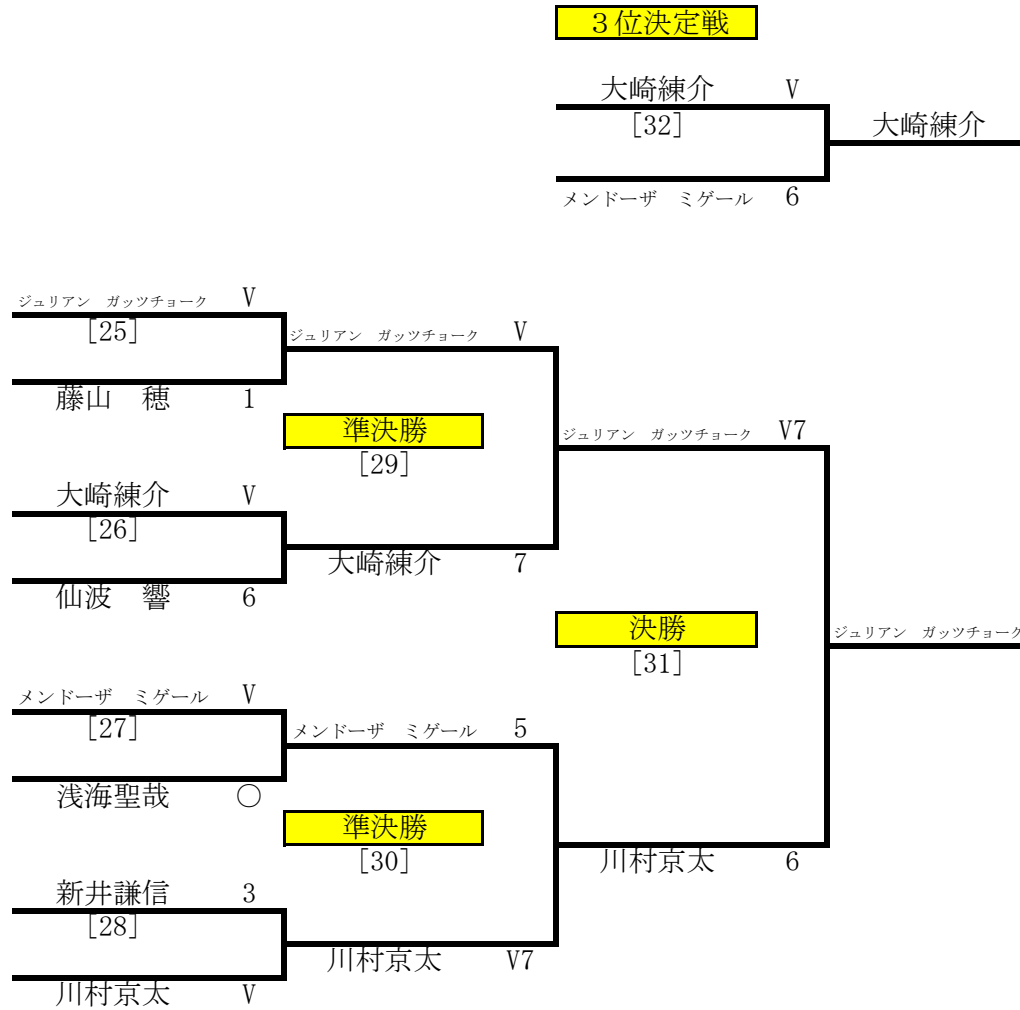 ３位決定戦
大崎練介 V
[32]
大崎練介
メンドーザ ミゲール 6
ジュリアン ガッツチョーク V
[25]
ジュリアン ガッツチョーク V
藤山 穂 1
準決勝
[29]
ジュリアン ガッツチョーク V7
大崎練介 V
[26]
大崎練介 7
仙波 響 6
決勝
[31]
ジュリアン ガッツチョーク
メンドーザ ミゲール V
[27]
メンドーザ ミゲール 5
浅海聖哉 ○
準決勝
[30]
川村京太 6
新井謙信 3
[28]
川村京太 V7
川村京太 V